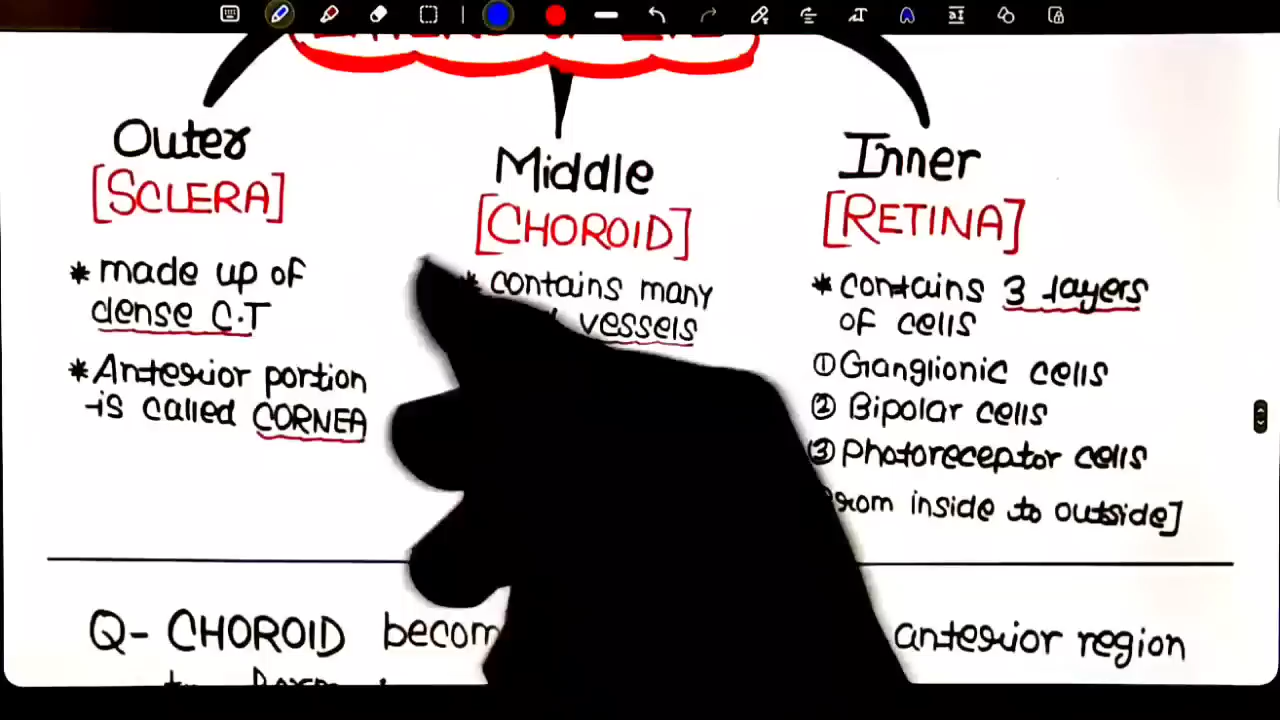 Outer
[SCLERA]
* made up of
dense C.T
* Anterior portion
is called CORNEA
Middle
[CHOROID]
* contains many
vessels
Inner
[RETINA]
* contains 3 layers
of cells
① Ganglionic cells
② Bipolar cells
③ Photoreceptor cells
inside to outside]
Q- CHOROID
anterior region